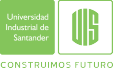 Universidad
Industrial de
Santander
UIS
CONSTRUIMOS FUTURO